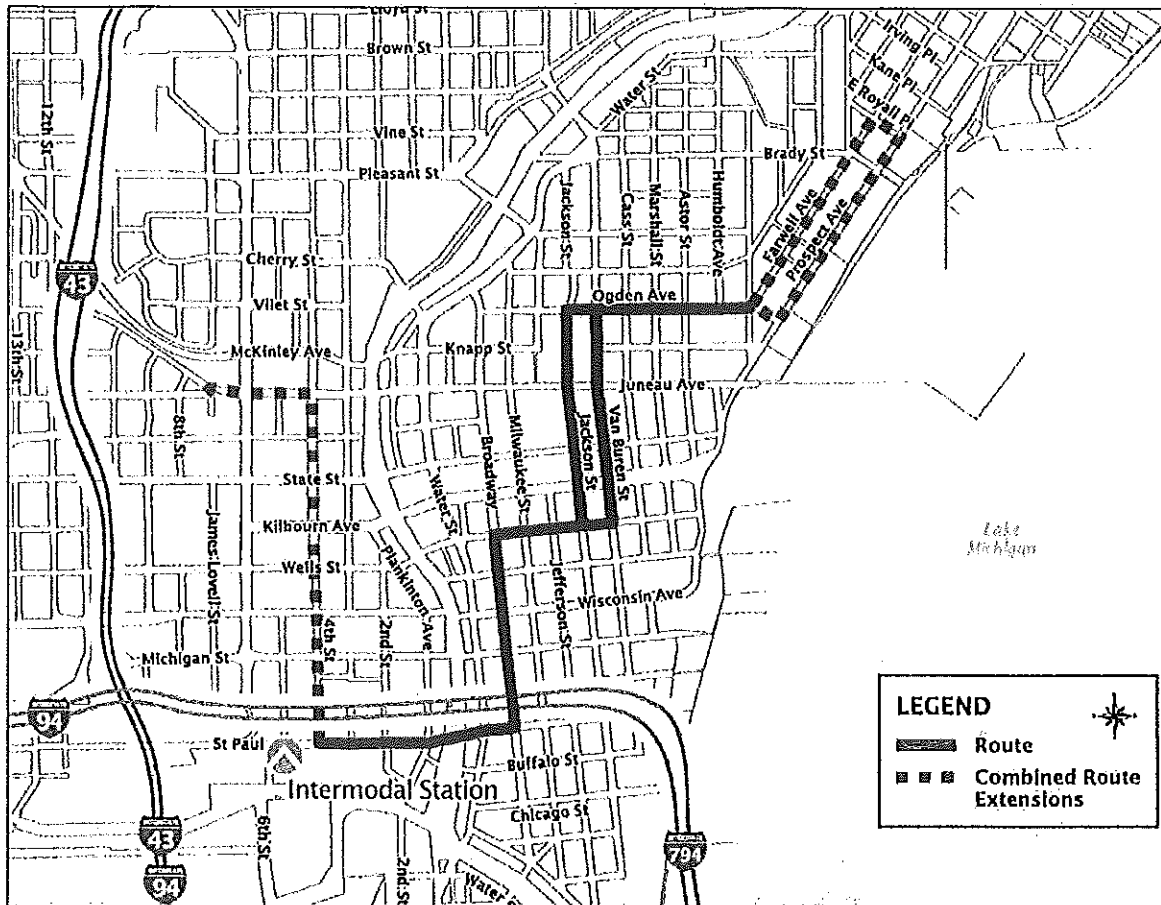 Lloyd St
Brown St
Irving Pl
Kane Pl
E Royall Pl
Water St
12th St
Vine St
Pleasant St
Brady St
Jackson St
Cass St
Marshall St
Astor St
Humboldt Ave
Farwell Ave
Prospect Ave
Cherry St
43
Vliet St
Ogden Ave
13th St
McKinley Ave
Knapp St
Juneau Ave
8th St
Broadway
Milwaukee St
Jackson St
Van Buren St
State St
Water St
Kilbourn Ave
James Lovell St
Wells St
Plankinton Ave
Jefferson St
Wisconsin Ave
Lake
Michigan
4th St
2nd St
Michigan St
94
St Paul
Buffalo St
Intermodal Station
Chicago St
43
6th St
794
94
2nd St
Water
LEGEND
Route
Combined Route
Extensions